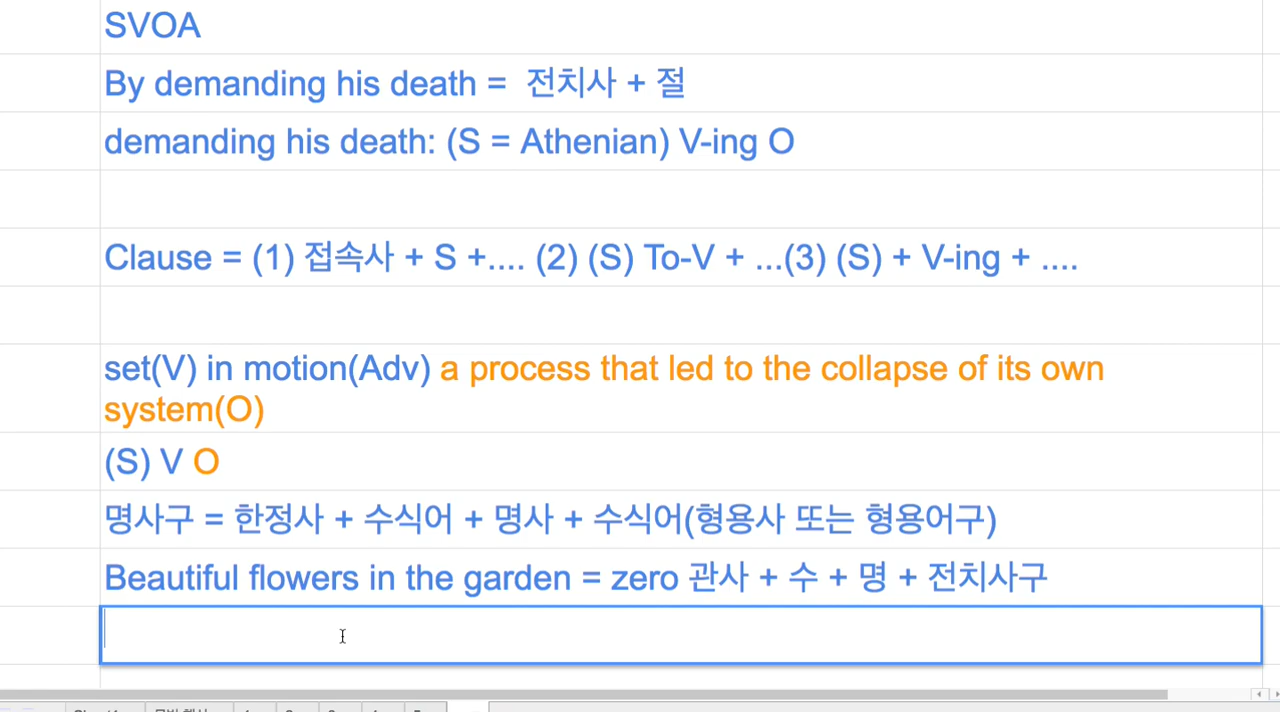 SVOA
By demanding his death = 전치사 + 절
demanding his death: (S = Athenian) V-ing O
Clause = (1) 접속사 + S +.... (2) (S) To-V + ...(3) (S) + V-ing + ....
set(V) in motion(Adv) a process that led to the collapse of its own
system(O)
(S) V O
명사구 = 한정사 + 수식어 + 명사 + 수식어(형용사 또는 형용어구)
Beautiful flowers in the garden = zero 관사 + 수 + 명 + 전치사구